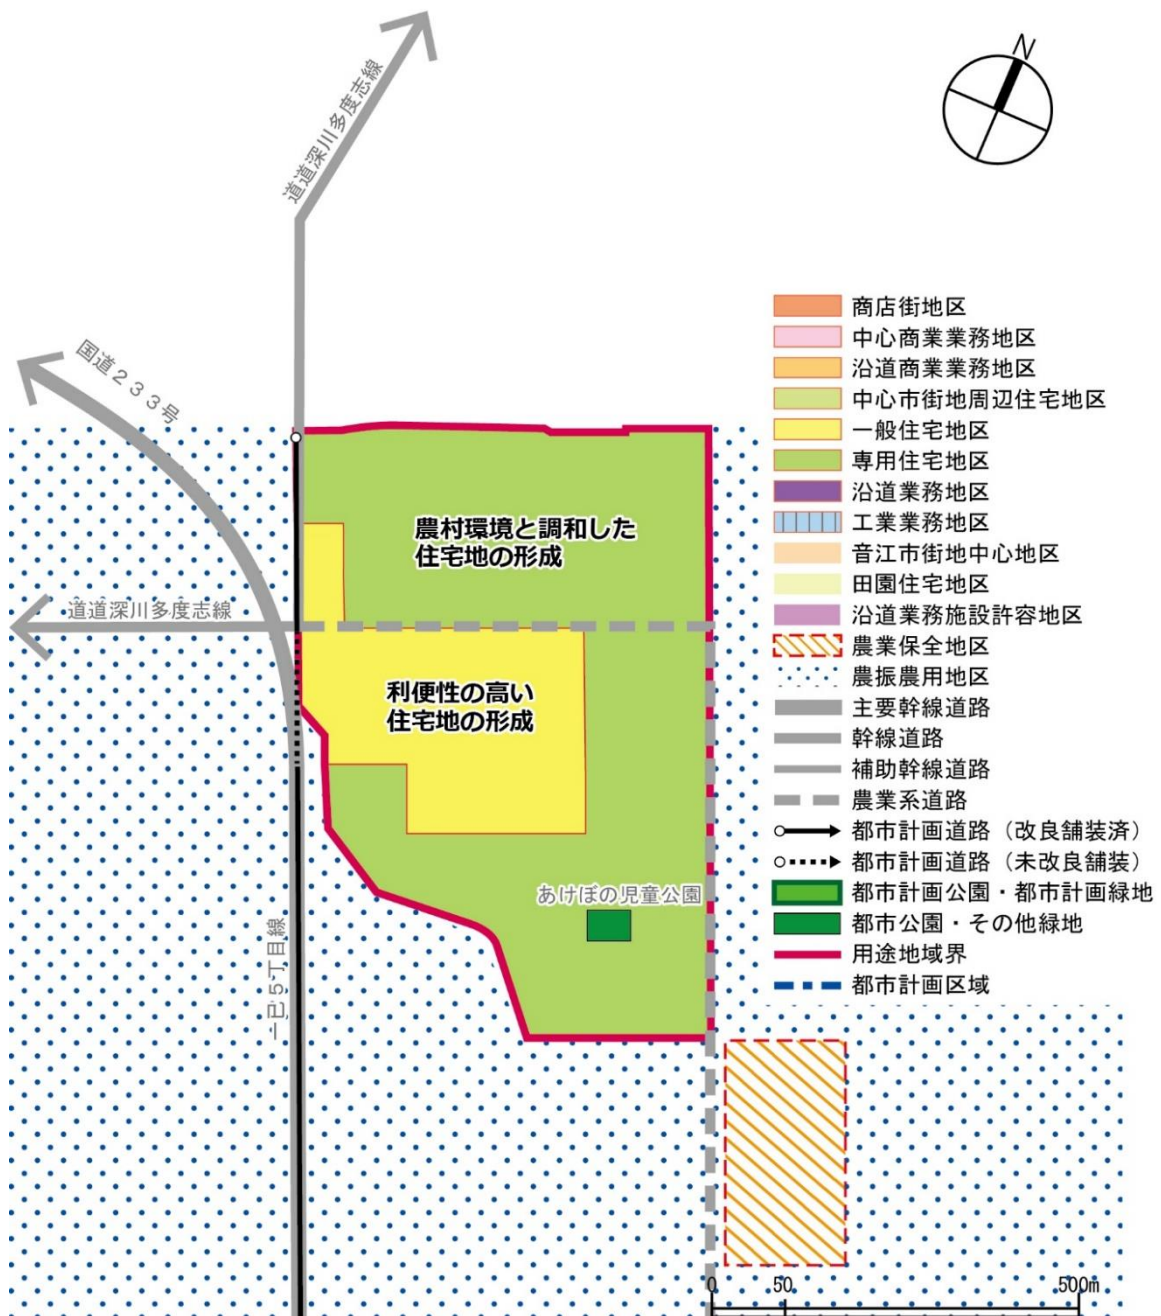 道道深川多度志線
N
国道２３３号
商店街地区
中心商業業務地区
沿道商業業務地区
中心市街地周辺住宅地区
一般住宅地区
専用住宅地区
沿道業務地区
工業業務地区
音江市街地中心地区
田園住宅地区
沿道業務施設許容地区
農業保全地区
農振農用地区
主要幹線道路
幹線道路
補助幹線道路
農業系道路
都市計画道路（改良舗装済）
都市計画道路（未改良舗装）
都市計画公園・都市計画緑地
都市公園・その他緑地
用途地域界
都市計画区域
農村環境と調和した
住宅地の形成
道道深川多度志線
利便性の高い
住宅地の形成
あけぼの児童公園
一已５丁目線
0 50 500m